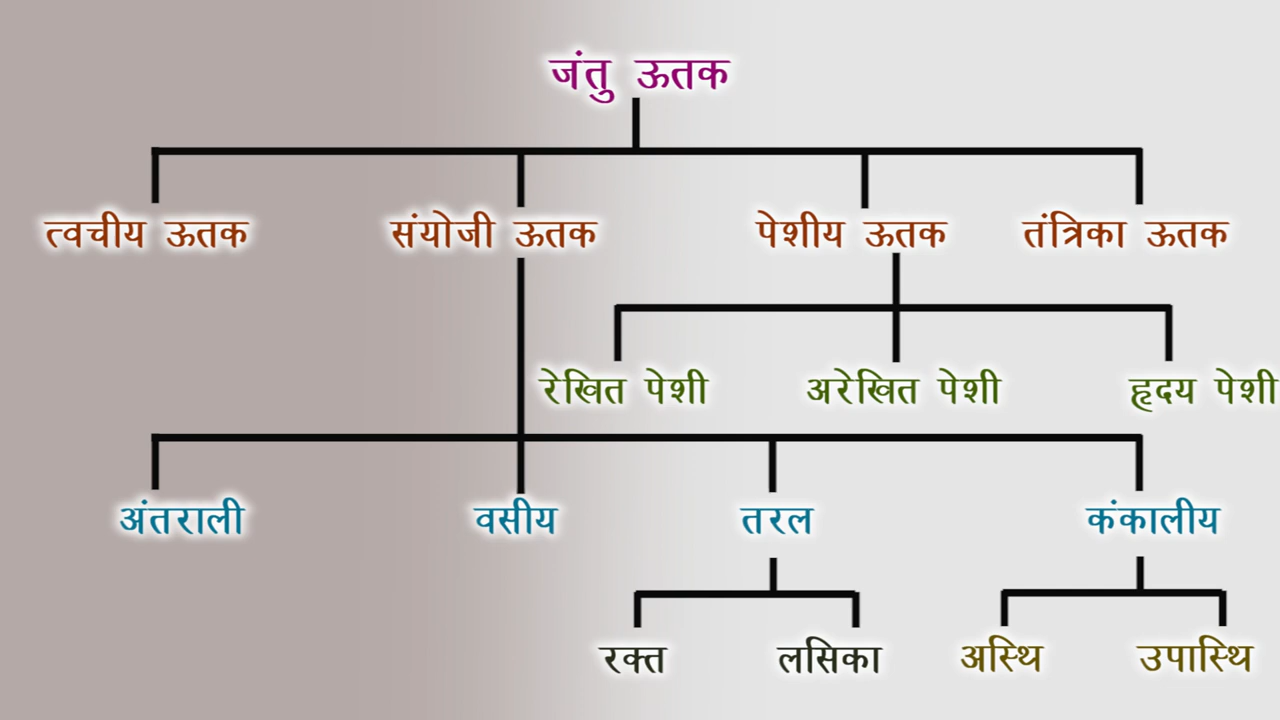 जंतु ऊतक
त्वचीय ऊतक संयोजी ऊतक पेशीय ऊतक तंत्रिका ऊतक
रेखित पेशी अरेखित पेशी हृदय पेशी
अंतराली वसीय तरल कंकालीय
रक्त लसिका अस्थि उपास्थि